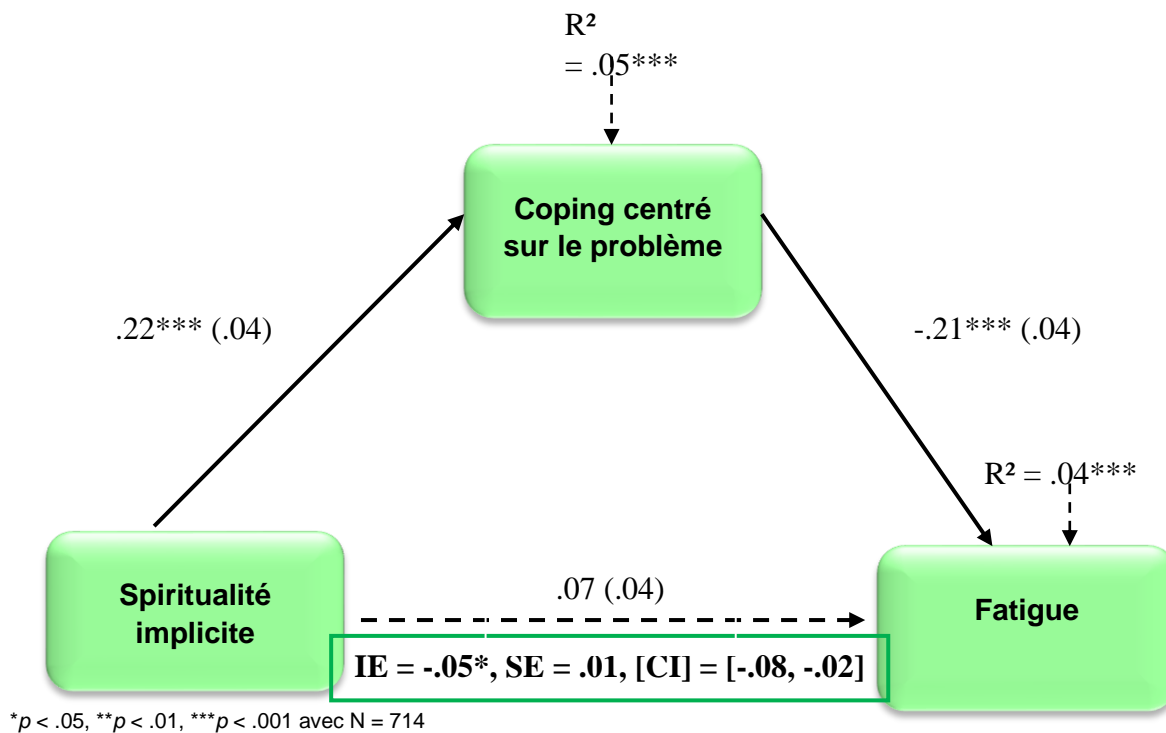 R²
= .05***
Coping centré
sur le problème
.22*** (.04)
-.21*** (.04)
R² = .04***
Spiritualité
implicite
.07 (.04)
Fatigue
IE = -.05*, SE = .01, [CI] = [-.08, -.02]
*p < .05, **p < .01, ***p < .001 avec N = 714